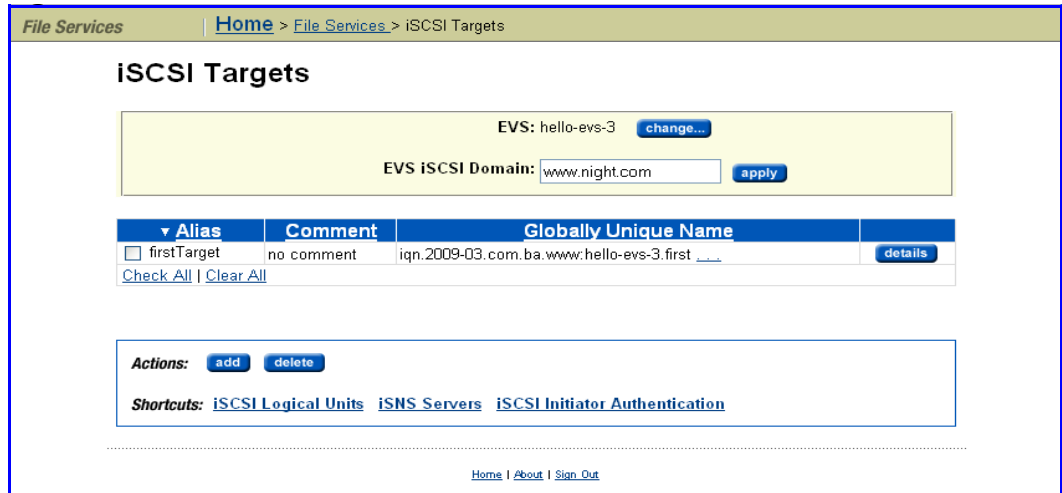 File Services Home > File Services > iSCSI Targets
iSCSI Targets
EVS: hello-evs-3 change...
EVS iSCSI Domain: www.night.com apply
▼ Alias Comment Globally Unique Name
firstTarget no comment iqn.2009-03.com.ba.www:hello-evs-3.first . . . details
Check All | Clear All
Actions: add delete
Shortcuts: iSCSI Logical Units iSNS Servers iSCSI Initiator Authentication
Home | About | Sign Out